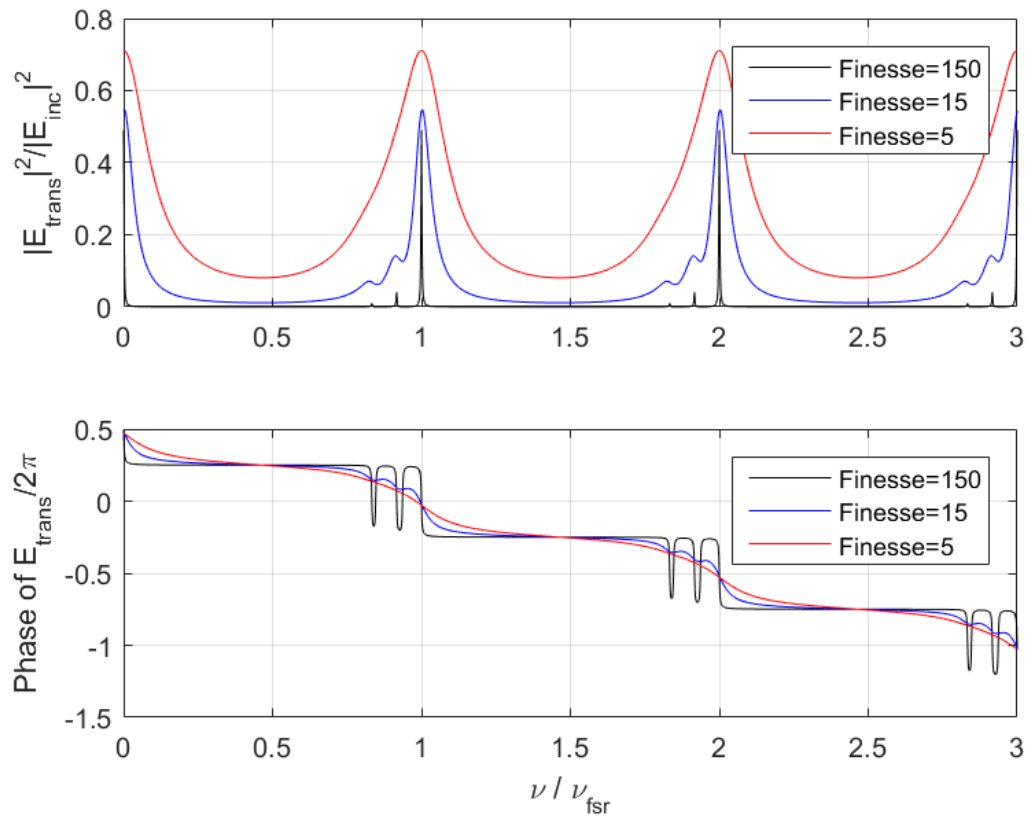 0.8
0.6
0.4
0.2
0
|E_trans|^2/|E_inc|^2
Finesse=150
Finesse=15
Finesse=5
0 0.5 1 1.5 2 2.5 3
0.5
0
-0.5
-1
-1.5
Phase of E_trans/2π
Finesse=150
Finesse=15
Finesse=5
0 0.5 1 1.5 2 2.5 3
ν / ν_fsr